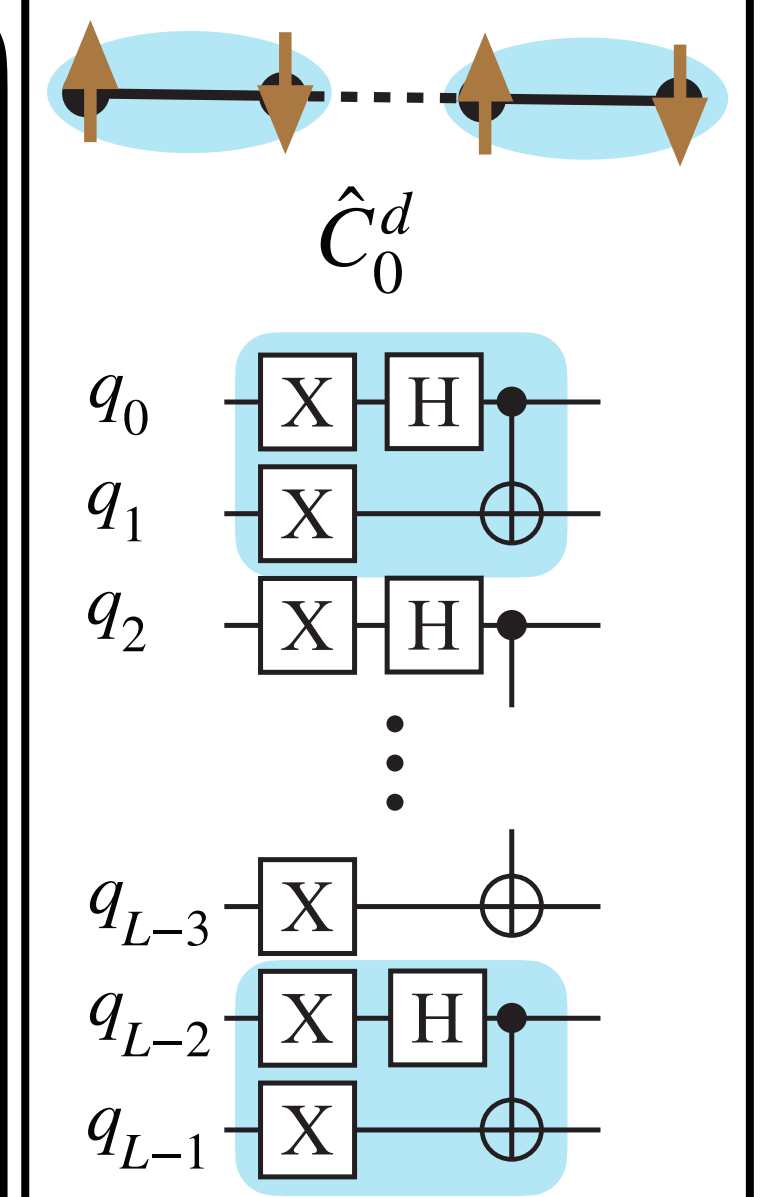 Ĉ₀ᵈ
q₀ X H
q₁ X
q₂ X H
q_{L−3} X
q_{L−2} X H
q_{L−1} X